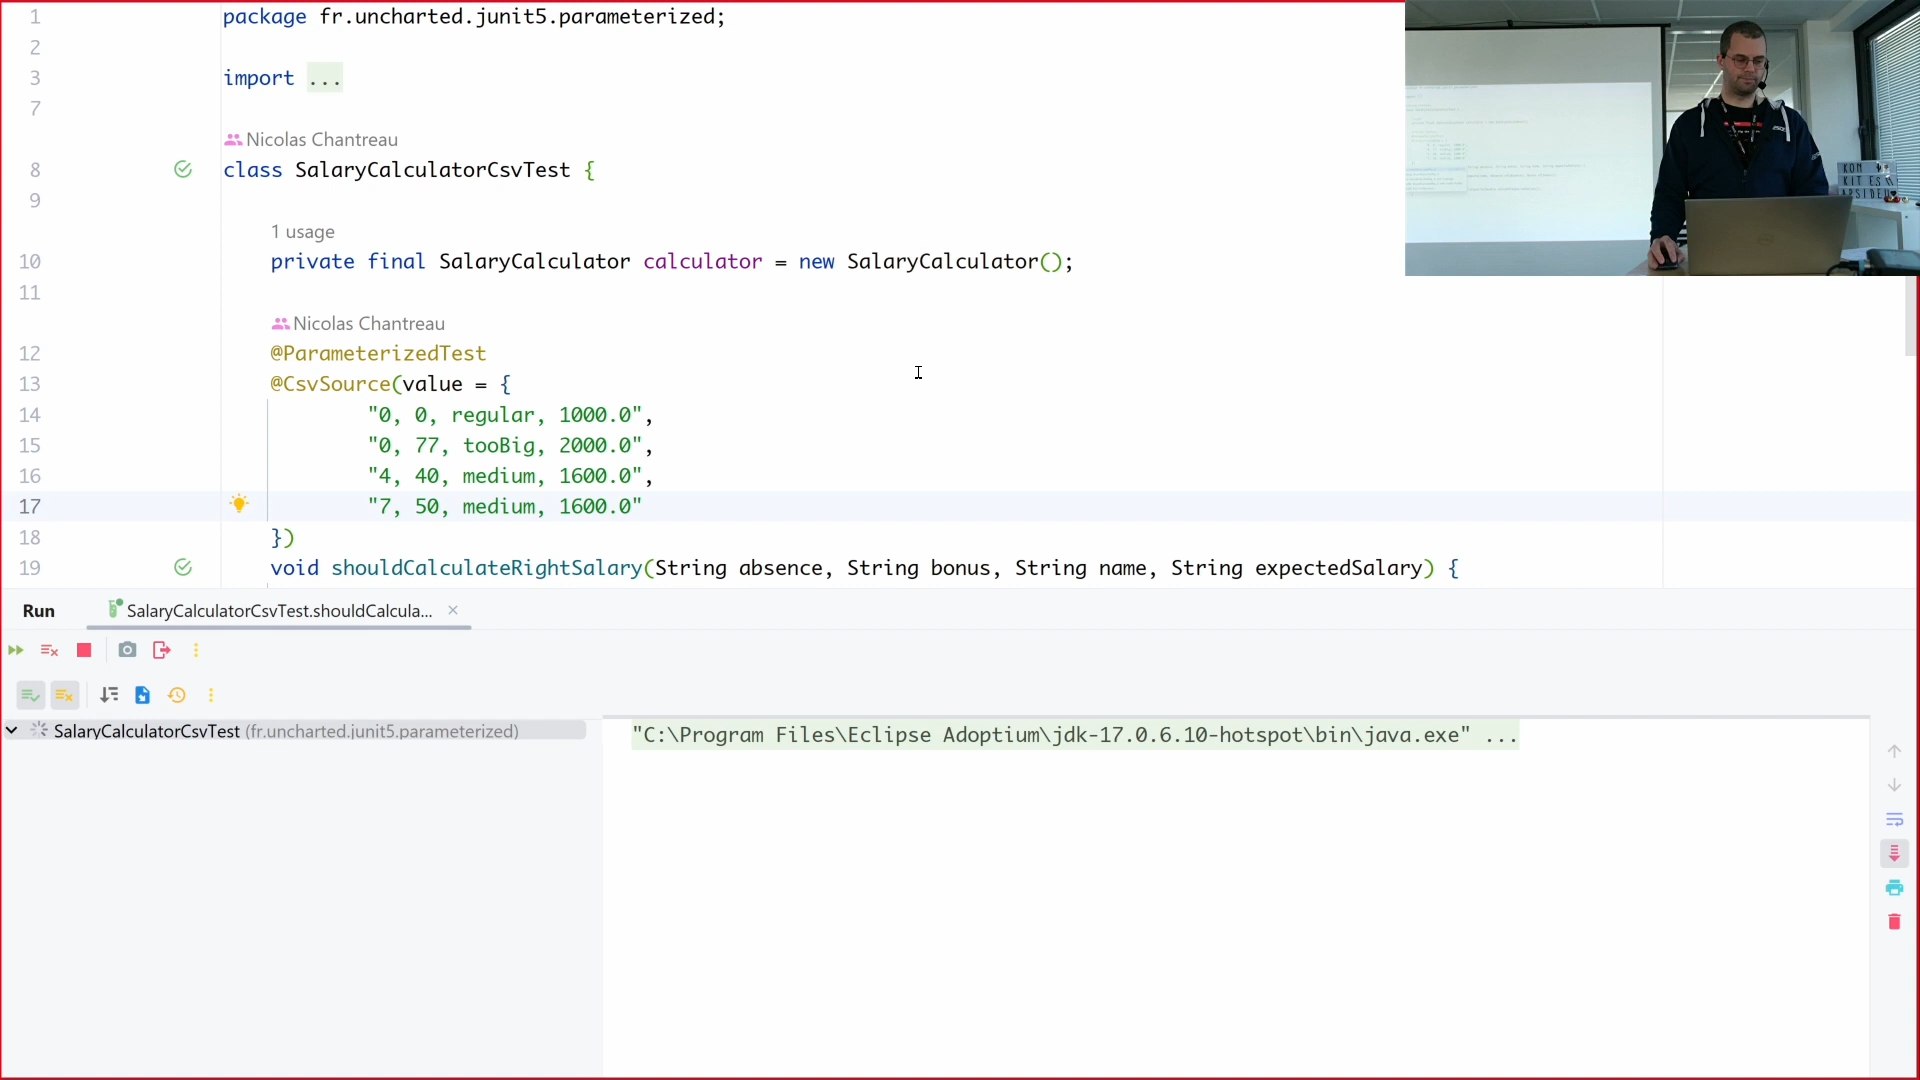 1 package fr.uncharted.junit5.parameterized;
2
3 import ...
7
Nicolas Chantreau
8 class SalaryCalculatorCsvTest {
9
1 usage
10 private final SalaryCalculator calculator = new SalaryCalculator();
11
Nicolas Chantreau
12 @ParameterizedTest
13 @CsvSource(value = {
14 "0, 0, regular, 1000.0",
15 "0, 77, tooBig, 2000.0",
16 "4, 40, medium, 1600.0",
17 "7, 50, medium, 1600.0"
18 })
19 void shouldCalculateRightSalary(String absence, String bonus, String name, String expectedSalary) {
Run SalaryCalculatorCsvTest.shouldCalcula...
SalaryCalculatorCsvTest (fr.uncharted.junit5.parameterized)
"C:\Program Files\Eclipse Adoptium\jdk-17.0.6.10-hotspot\bin\java.exe" ...
KOM
KIT ES